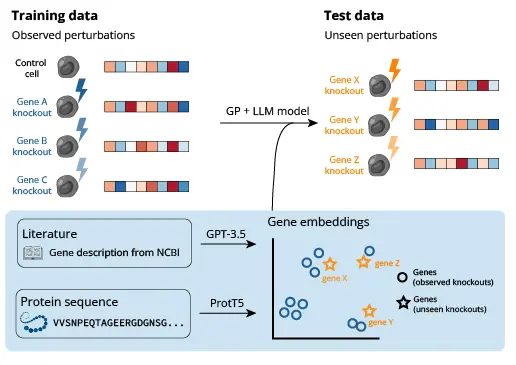 Training data
Observed perturbations
Control
cell
Gene A
knockout
Gene B
knockout
Gene C
knockout
GP + LLM model
Test data
Unseen perturbations
Gene X
knockout
Gene Y
knockout
Gene Z
knockout
Literature
Gene description from NCBI
GPT-3.5
Protein sequence
VVSNPEQTAGEERGDGNSG...
ProtT5
Gene embeddings
gene X
gene Z
gene Y
Genes
(observed knockouts)
Genes
(unseen knockouts)